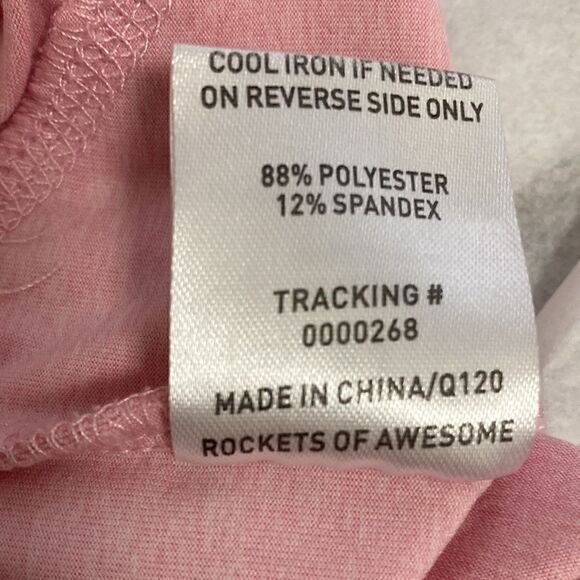 COOL IRON IF NEEDED
ON REVERSE SIDE ONLY
88% POLYESTER
12% SPANDEX
TRACKING #
0000268
MADE IN CHINA/Q120
ROCKETS OF AWESOME